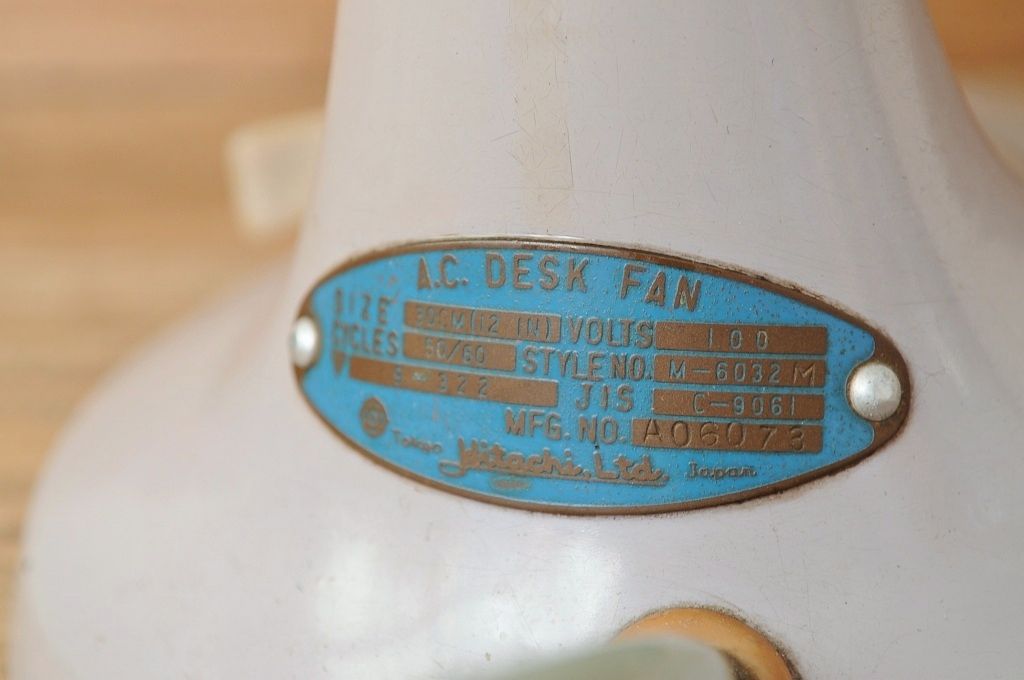 A.C. DESK FAN
SIZE 30CM(12 IN) VOLTS 100
CYCLES 50/60 STYLE NO. M-6032M
S-322 JIS C-9061
MFG. NO. A06073
Tokyo Hitachi, Ltd. Japan